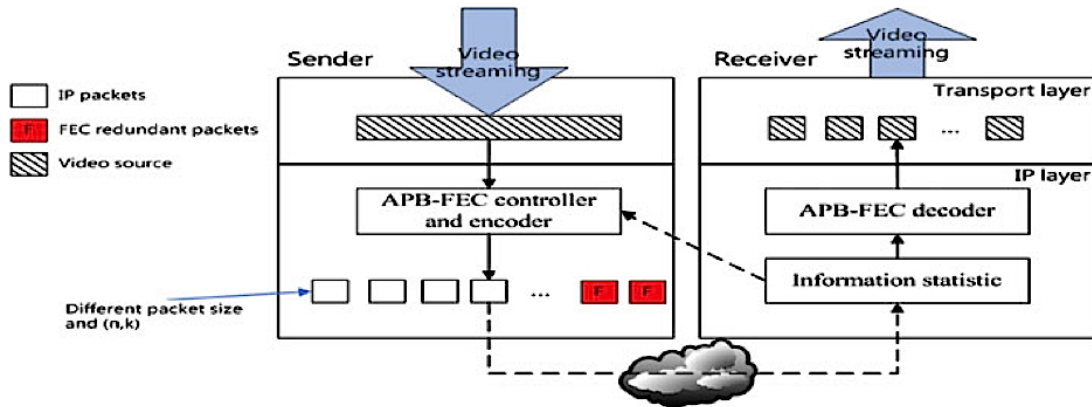 Video
streaming
Sender
IP packets
F
FEC redundant packets
Video source
APB-FEC controller
and encoder
...
F
F
Different packet size
and (n,k)
Video
streaming
Receiver
Transport layer
...
IP layer
APB-FEC decoder
Information statistic